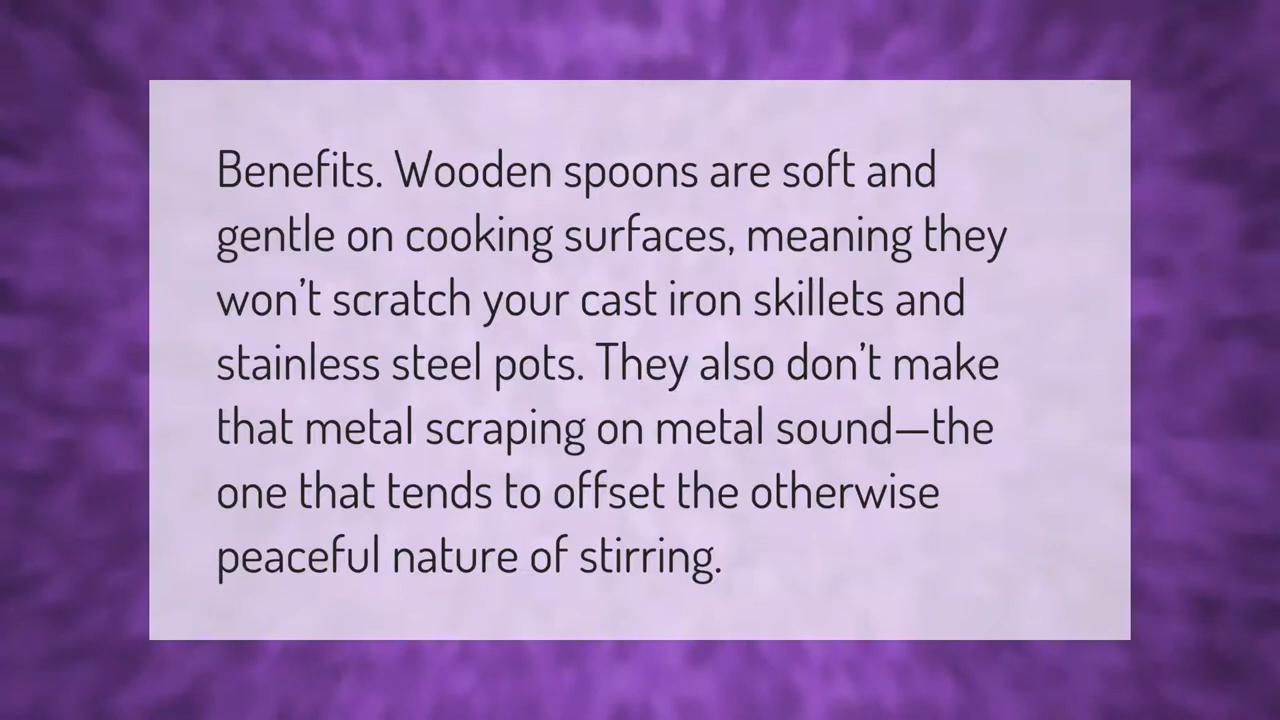 Benefits. Wooden spoons are soft and
gentle on cooking surfaces, meaning they
won’t scratch your cast iron skillets and
stainless steel pots. They also don’t make
that metal scraping on metal sound—the
one that tends to offset the otherwise
peaceful nature of stirring.